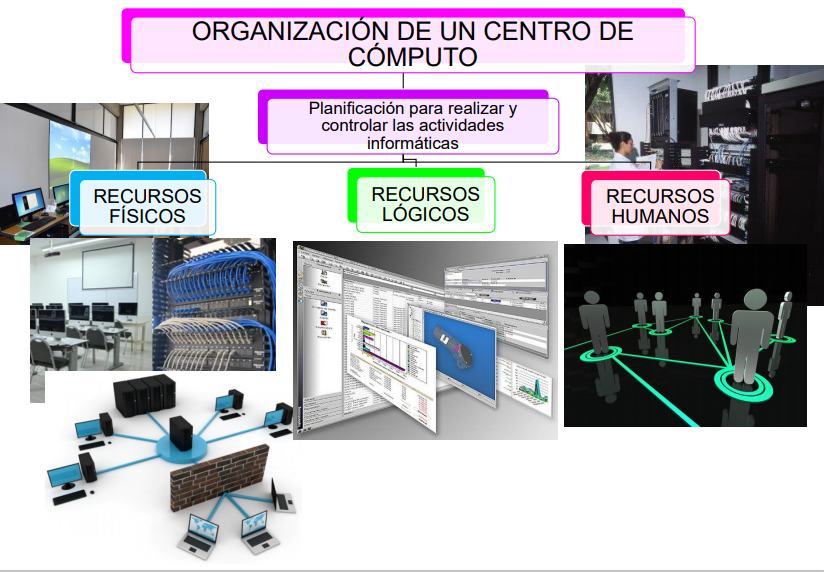 ORGANIZACIÓN DE UN CENTRO DE
CÓMPUTO
Planificación para realizar y
controlar las actividades
informáticas
RECURSOS
FÍSICOS
RECURSOS
LÓGICOS
RECURSOS
HUMANOS